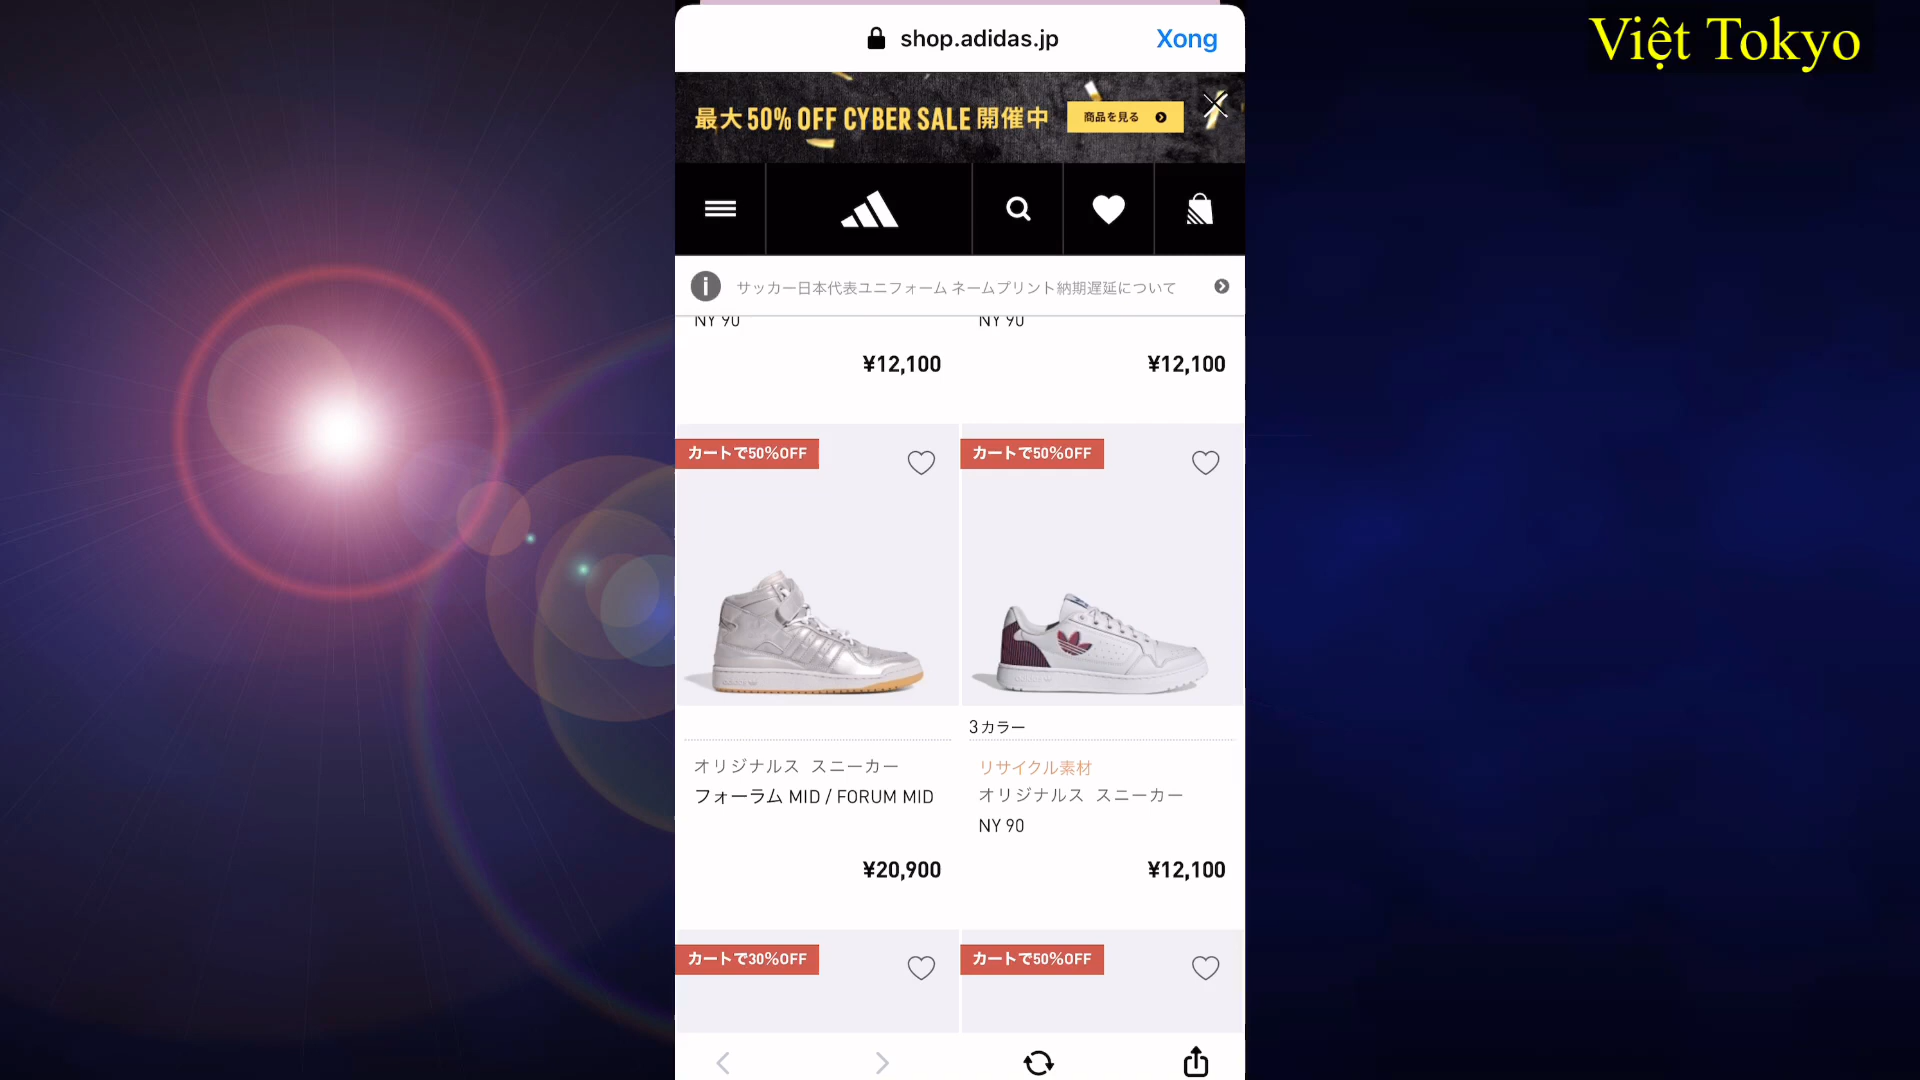 Việt Tokyo
shop.adidas.jp
Xong
最大50% OFF CYBER SALE 開催中
商品を見る
サッカー日本代表ユニフォーム ネームプリント納期遅延について
NY 90
NY 90
¥12,100
¥12,100
カートで50%OFF
カートで50%OFF
3カラー
オリジナルス スニーカー
フォーラム MID / FORUM MID
¥20,900
リサイクル素材
オリジナルス スニーカー
NY 90
¥12,100
カートで30%OFF
カートで50%OFF